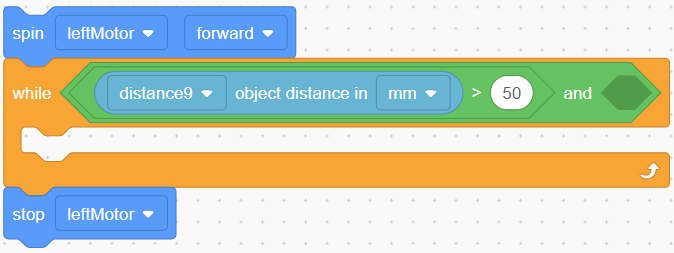 spin leftMotor forward
while distance9 object distance in mm > 50 and
stop leftMotor